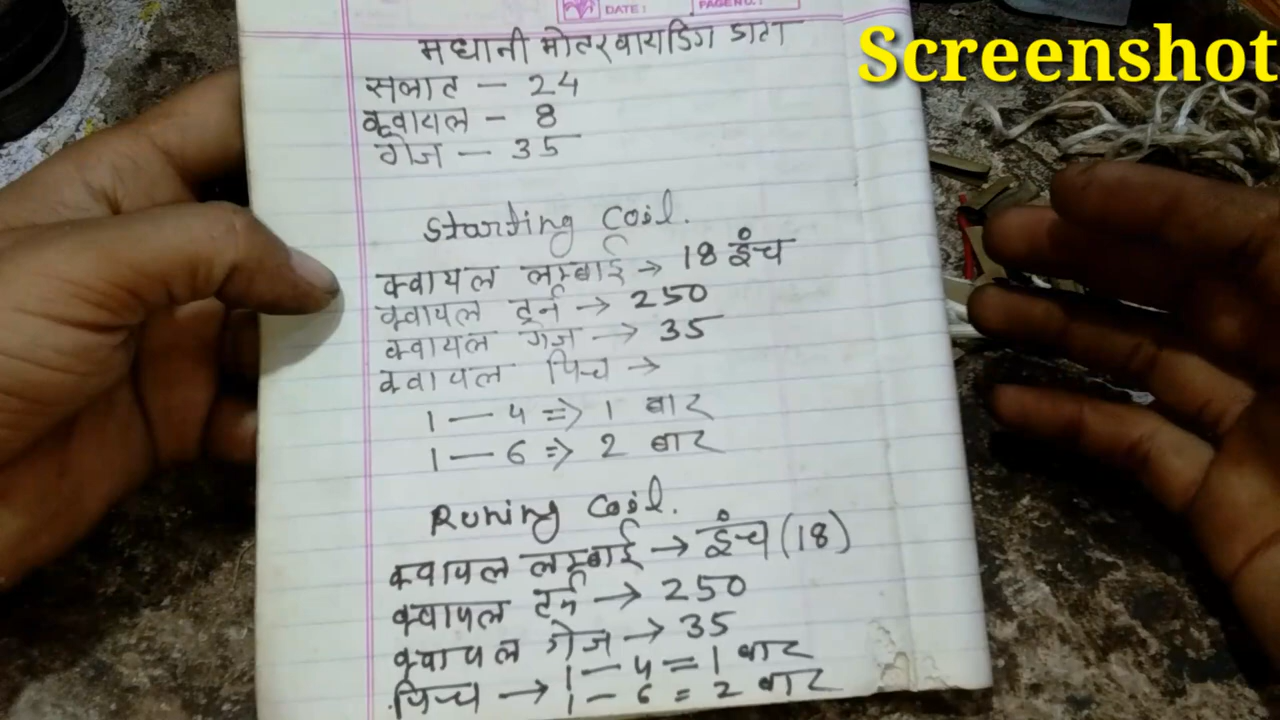 DATE:
PAGE NO.:
Screenshot
मधानी मोटर वायडिंग डाटा
सलाट - 24
क्वायल - 8
गेज - 35
Starting Coil.
क्वायल लम्बाई → 18 इंच
क्वायल टर्न → 250
क्वायल गेज → 35
क्वायल पिच →
1 — 4 => 1 बार
1 — 6 => 2 बार
Runing Coil.
क्वायल लम्बाई → इंच (18)
क्वायल टर्न → 250
क्वायल गेज → 35
पिच → 1 — 4 = 1 बार
1 — 6 = 2 बार